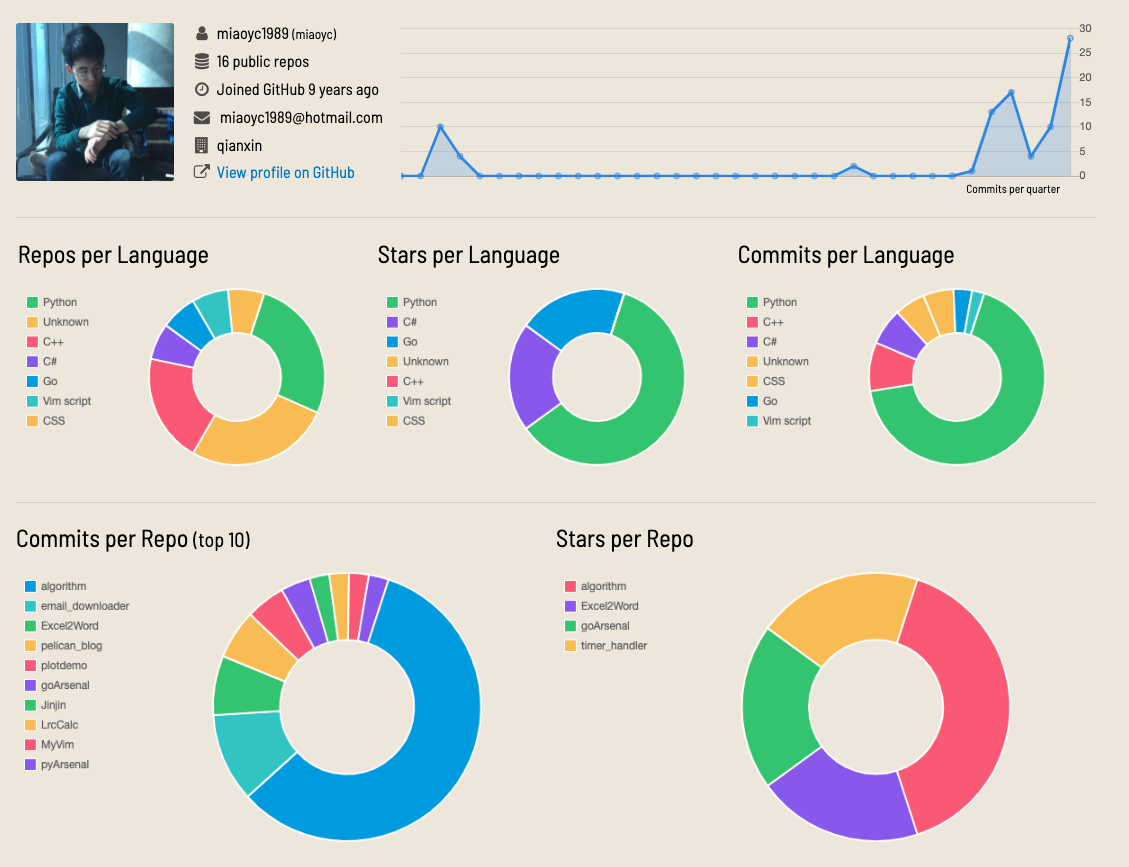 miaoyc1989 (miaoyc)
16 public repos
Joined GitHub 9 years ago
miaoyc1989@hotmail.com
qianxin
View profile on GitHub
30
25
20
15
10
5
0
Commits per quarter
Repos per Language
Python
Unknown
C++
C#
Go
Vim script
CSS
Stars per Language
Python
C#
Go
Unknown
C++
Vim script
CSS
Commits per Language
Python
C++
C#
Unknown
CSS
Go
Vim script
Commits per Repo (top 10)
algorithm
email_downloader
Excel2Word
pelican_blog
plotdemo
goArsenal
Jinjin
LrcCalc
MyVim
pyArsenal
Stars per Repo
algorithm
Excel2Word
goArsenal
timer_handler